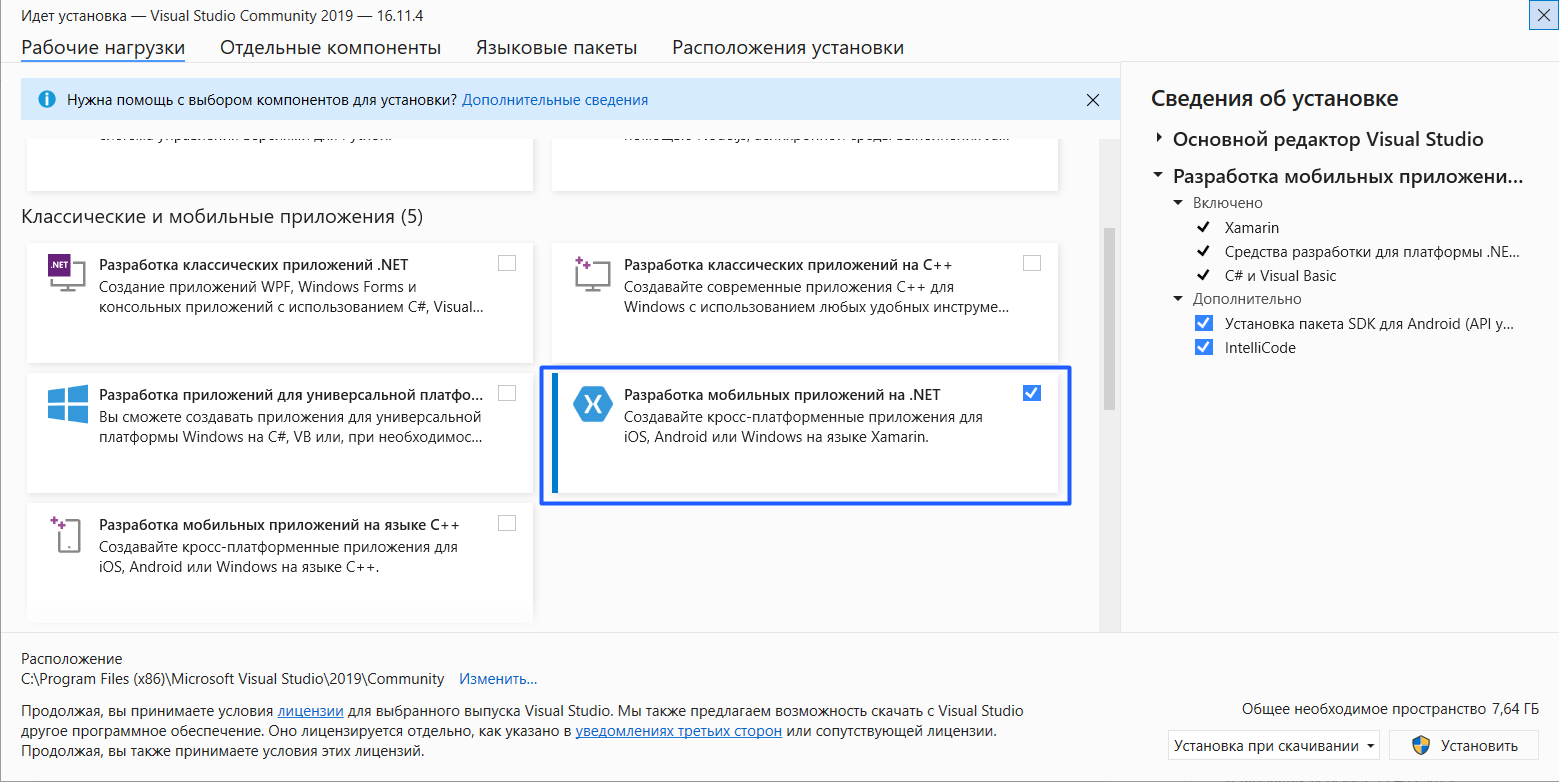 Идет установка — Visual Studio Community 2019 — 16.11.4
Рабочие нагрузки Отдельные компоненты Языковые пакеты Расположения установки
Нужна помощь с выбором компонентов для установки? Дополнительные сведения
Классические и мобильные приложения (5)
.NET
Разработка классических приложений .NET
Создание приложений WPF, Windows Forms и
консольных приложений с использованием C#, Visual...
Разработка классических приложений на C++
Создавайте современные приложения C++ для
Windows с использованием любых удобных инструме...
Разработка приложений для универсальной платфо...
Вы сможете создавать приложения для универсальной
платформы Windows на C#, VB или, при необходимос...
Разработка мобильных приложений на .NET
Создавайте кросс-платформенные приложения для
iOS, Android или Windows на языке Xamarin.
Разработка мобильных приложений на языке C++
Создавайте кросс-платформенные приложения для
iOS, Android или Windows на языке C++.
Сведения об установке
Основной редактор Visual Studio
Разработка мобильных приложени...
Включено
Xamarin
Средства разработки для платформы .NE...
C# и Visual Basic
Дополнительно
Установка пакета SDK для Android (API у...
IntelliCode
Расположение
C:\Program Files (x86)\Microsoft Visual Studio\2019\Community Изменить...
Продолжая, вы принимаете условия лицензии для выбранного выпуска Visual Studio. Мы также предлагаем возможность скачать с Visual Studio
другое программное обеспечение. Оно лицензируется отдельно, как указано в уведомлениях третьих сторон или сопутствующей лицензии.
Продолжая, вы также принимаете условия этих лицензий.
Общее необходимое пространство 7,64 ГБ
Установка при скачивании Установить